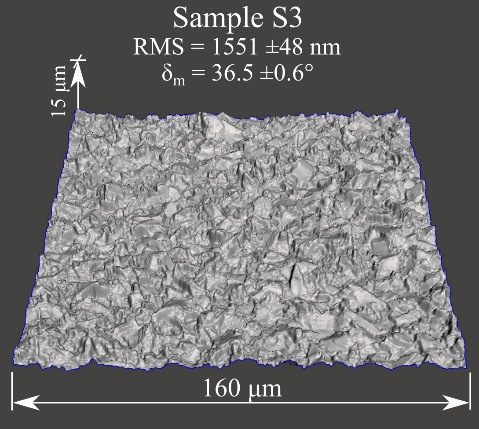 Sample S3
RMS = 1551 ±48 nm
δₘ = 36.5 ±0.6°
15 μm
160 μm